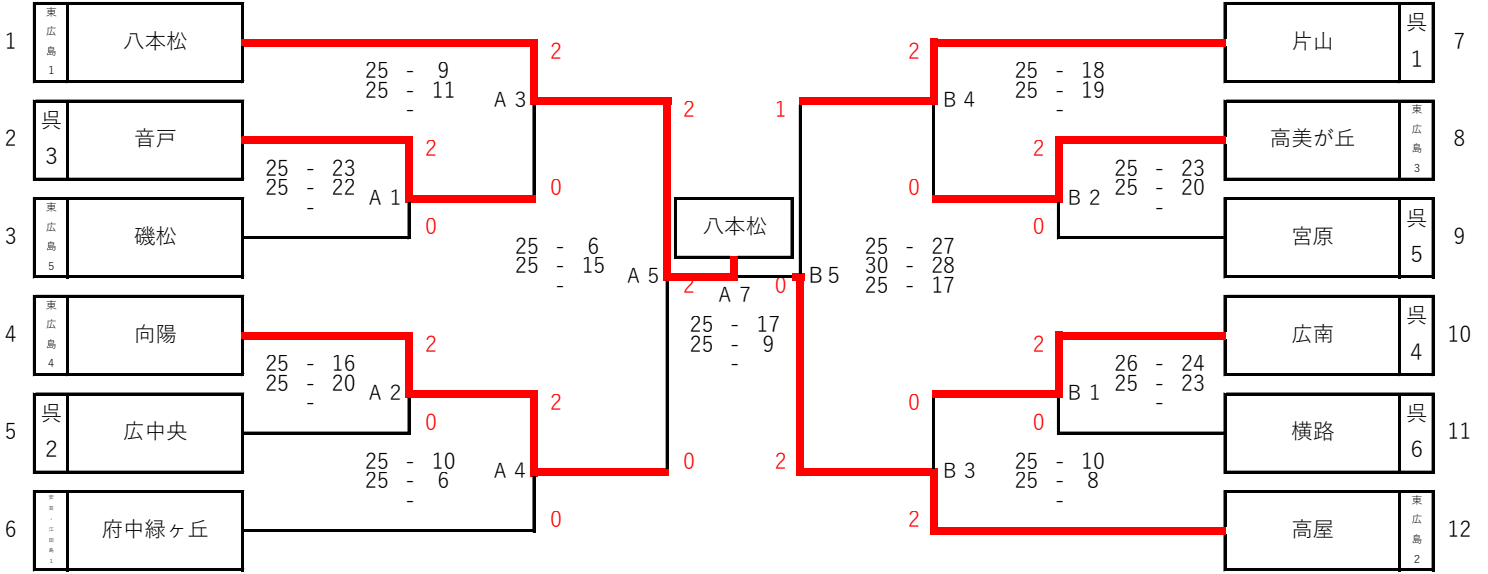 1 東広島1 八本松
2 呉3 音戸
3 東広島5 磯松
4 東広島4 向陽
5 呉2 広中央
6 府中緑ヶ丘
片山 呉1 7
高美が丘 東広島3 8
宮原 呉5 9
広南 呉4 10
横路 呉6 11
高屋 東広島2 12
八本松
A 3
2
0
25 - 9
25 - 11
-
A 1
2
0
25 - 23
25 - 22
-
A 5
2
0
25 - 6
25 - 15
-
A 2
2
0
25 - 16
25 - 20
-
A 4
2
0
25 - 10
25 - 6
-
A 7
2
0
25 - 17
25 - 9
-
B 4
2
0
25 - 18
25 - 19
-
B 2
2
0
25 - 23
25 - 20
-
B 5
1
2
25 - 27
30 - 28
25 - 17
B 1
2
0
26 - 24
25 - 23
-
B 3
0
2
25 - 10
25 - 8
-